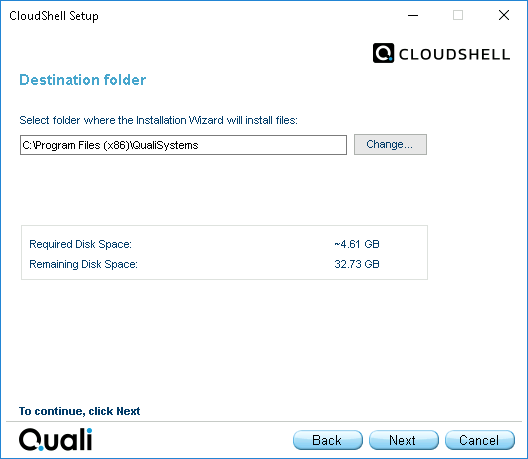 CloudShell Setup
CLOUDSHELL
Destination folder
Select folder where the Installation Wizard will install files:
C:\Program Files (x86)\QualiSystems
Change...
Required Disk Space: ~4.61 GB
Remaining Disk Space: 32.73 GB
To continue, click Next
Quali
Back Next Cancel